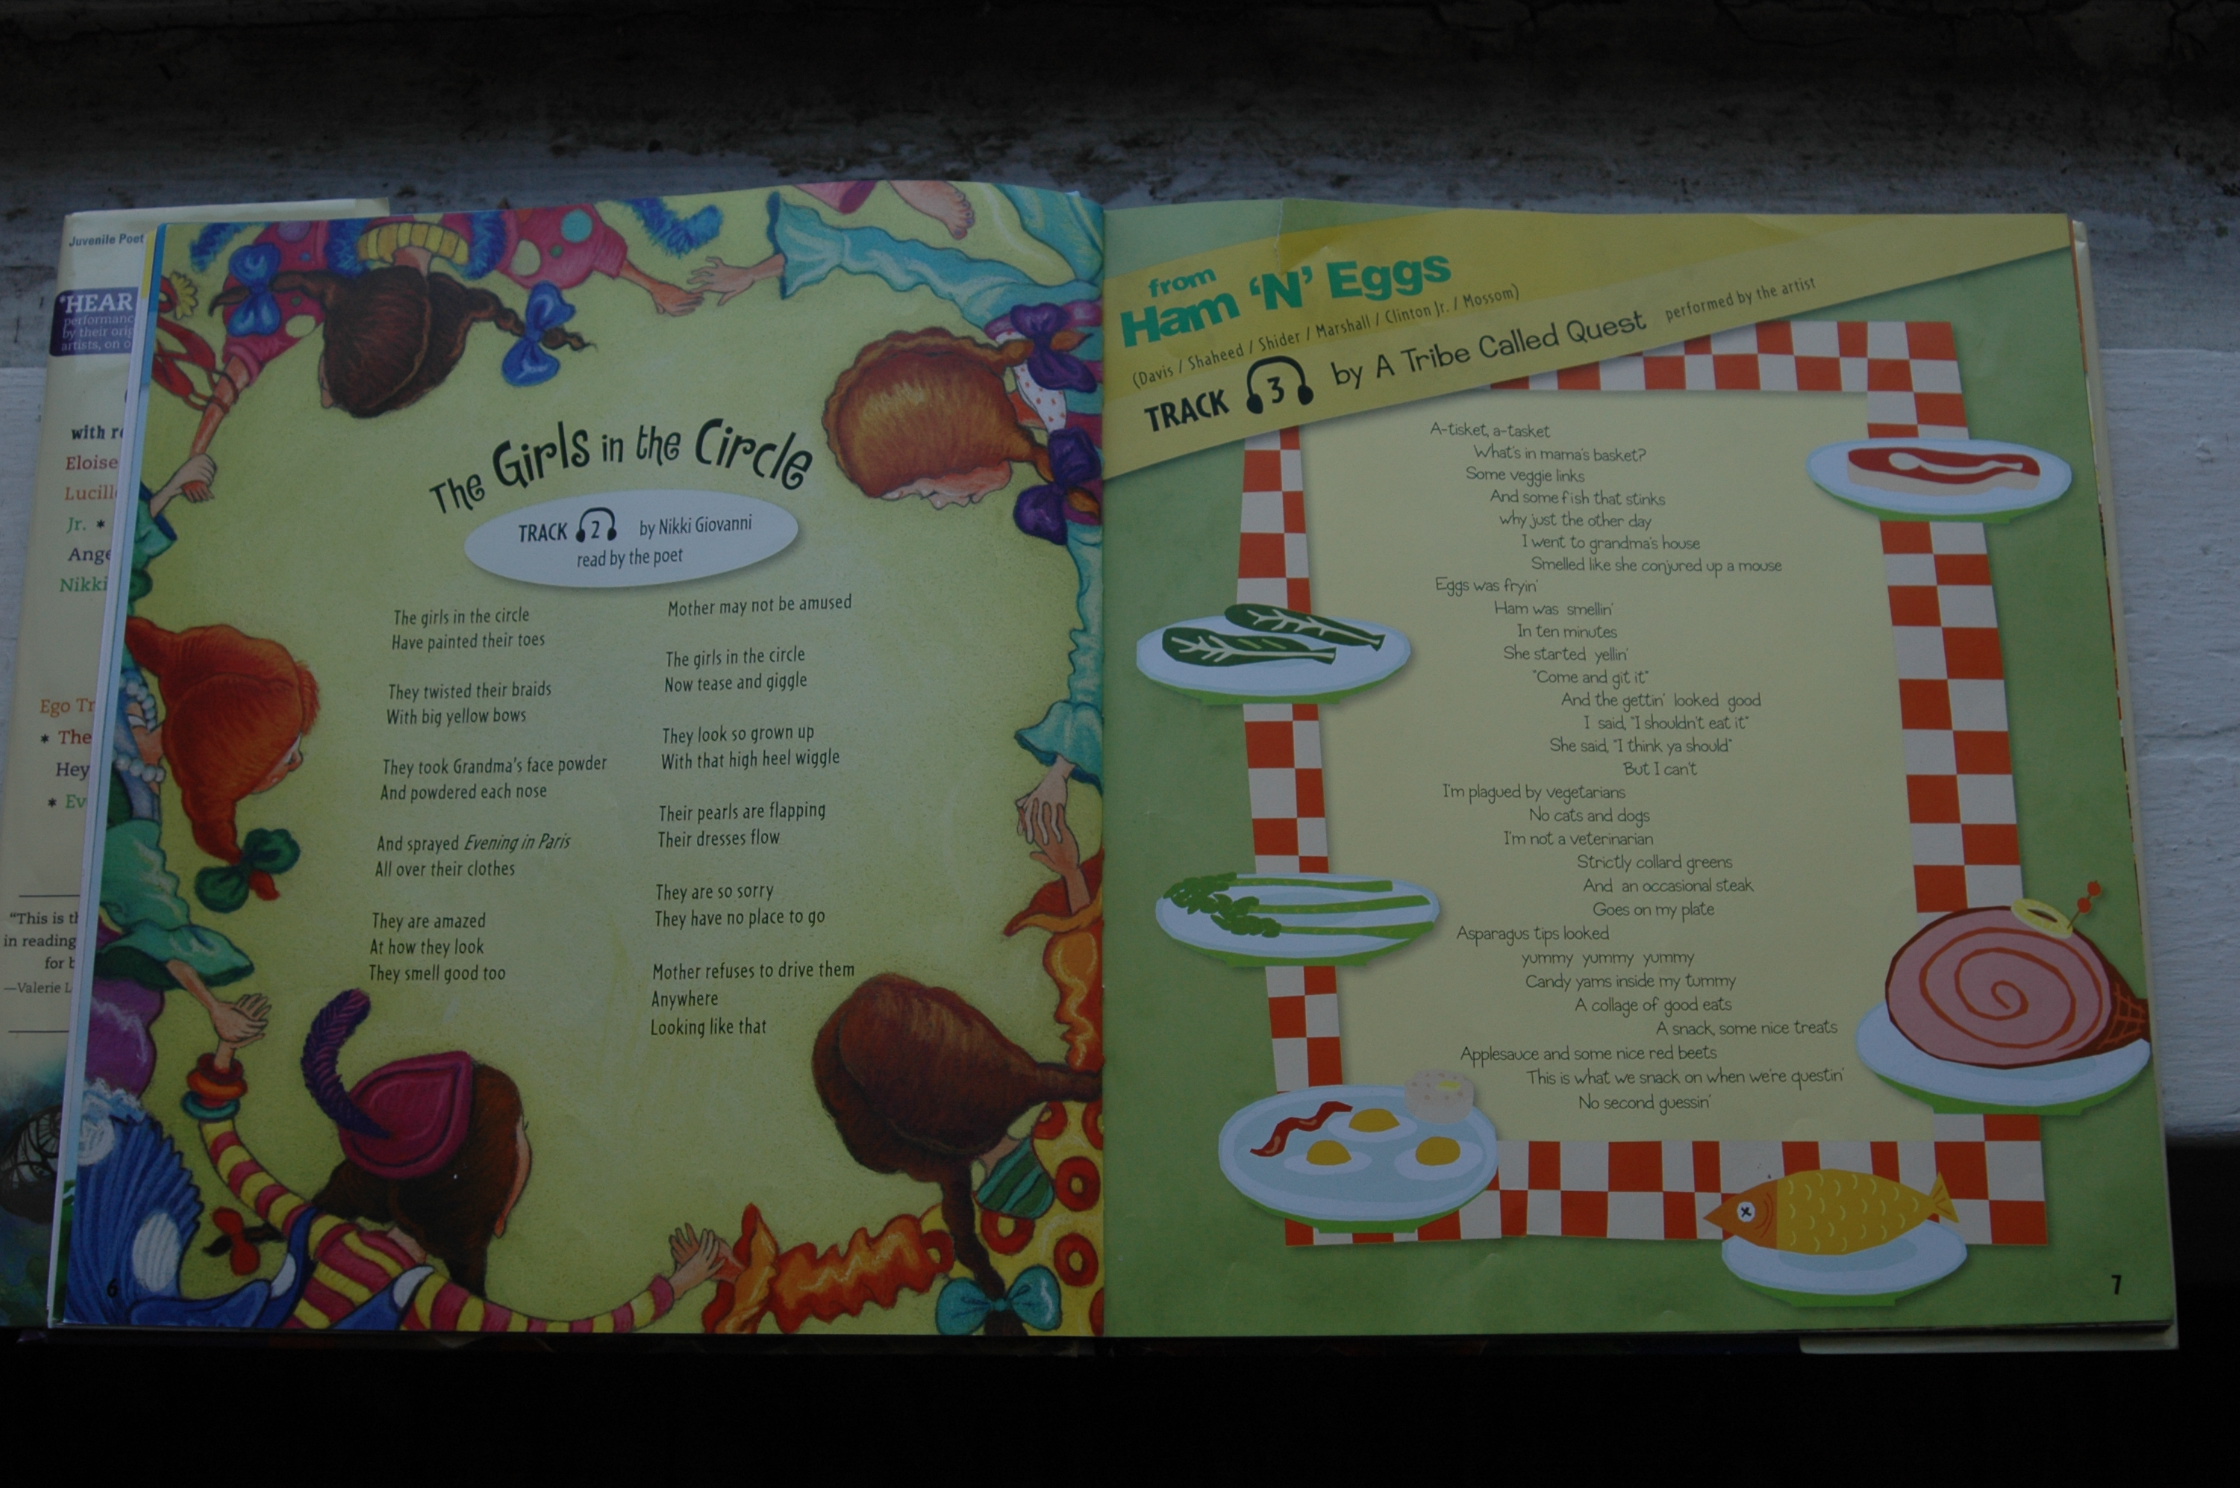 Juvenile Poet
HEAR
performanc
by their orig
artists, on o
with re
Eloise
Lucill
Jr. *
Ange
Nikki
Ego Tr
* The
Hey
* Ev
"This is th
in reading
for b
—Valerie L
The Girls in the Circle
TRACK 2 by Nikki Giovanni
read by the poet
The girls in the circle
Have painted their toes
They twisted their braids
With big yellow bows
They took Grandma's face powder
And powdered each nose
And sprayed Evening in Paris
All over their clothes
They are amazed
At how they look
They smell good too
Mother may not be amused
The girls in the circle
Now tease and giggle
They look so grown up
With that high heel wiggle
Their pearls are flapping
Their dresses flow
They are so sorry
They have no place to go
Mother refuses to drive them
Anywhere
Looking like that
6
from
Ham 'N' Eggs
(Davis / Shaheed / Shider / Marshall / Clinton Jr. / Mossom)
TRACK 3 by A Tribe Called Quest performed by the artist
A-tisket, a-tasket
What's in mama's basket?
Some veggie links
And some fish that stinks
why just the other day
I went to grandma's house
Smelled like she conjured up a mouse
Eggs was fryin'
Ham was smellin'
In ten minutes
She started yellin'
"Come and git it"
And the gettin' looked good
I said, "I shouldn't eat it"
She said, "I think ya should"
But I can't
I'm plagued by vegetarians
No cats and dogs
I'm not a veterinarian
Strictly collard greens
And an occasional steak
Goes on my plate
Asparagus tips looked
yummy yummy yummy
Candy yams inside my tummy
A collage of good eats
A snack, some nice treats
Applesauce and some nice red beets
This is what we snack on when we're questin'
No second guessin'
7